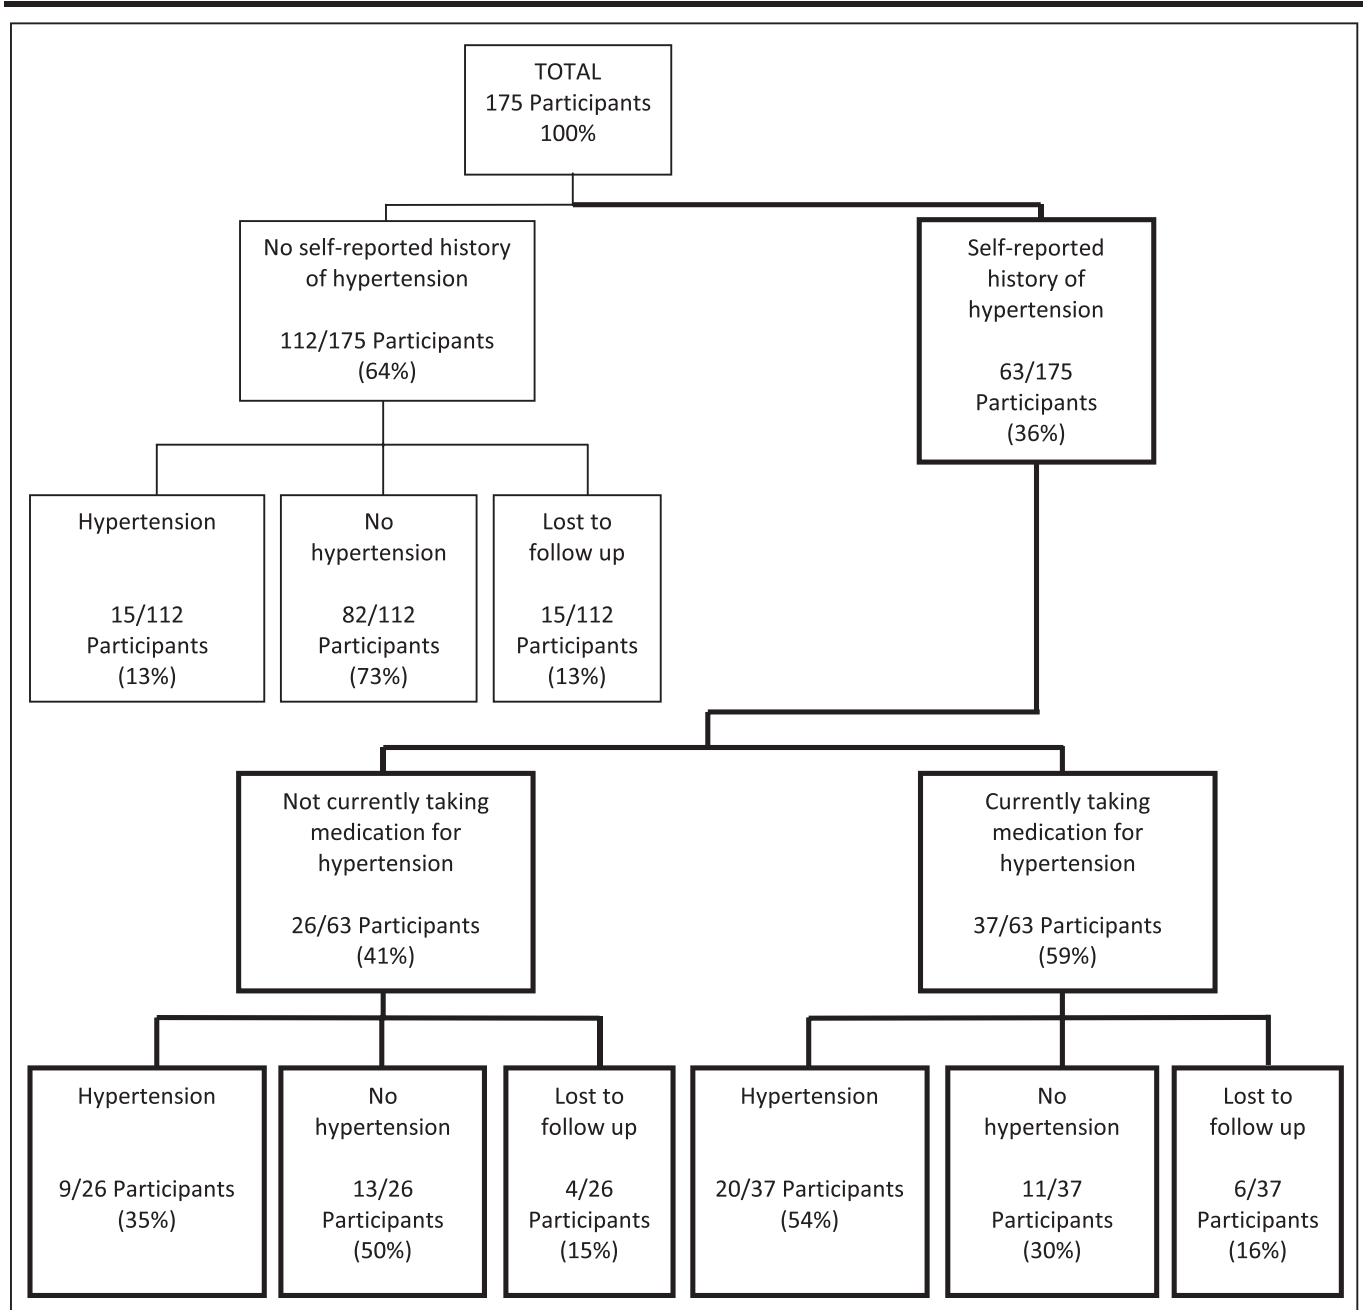 TOTAL
175 Participants
100%
No self-reported history
of hypertension
112/175 Participants
(64%)
Self-reported
history of
hypertension
63/175
Participants
(36%)
Hypertension
15/112
Participants
(13%)
No
hypertension
82/112
Participants
(73%)
Lost to
follow up
15/112
Participants
(13%)
Not currently taking
medication for
hypertension
26/63 Participants
(41%)
Currently taking
medication for
hypertension
37/63 Participants
(59%)
Hypertension
9/26 Participants
(35%)
No
hypertension
13/26
Participants
(50%)
Lost to
follow up
4/26
Participants
(15%)
Hypertension
20/37 Participants
(54%)
No
hypertension
11/37
Participants
(30%)
Lost to
follow up
6/37
Participants
(16%)